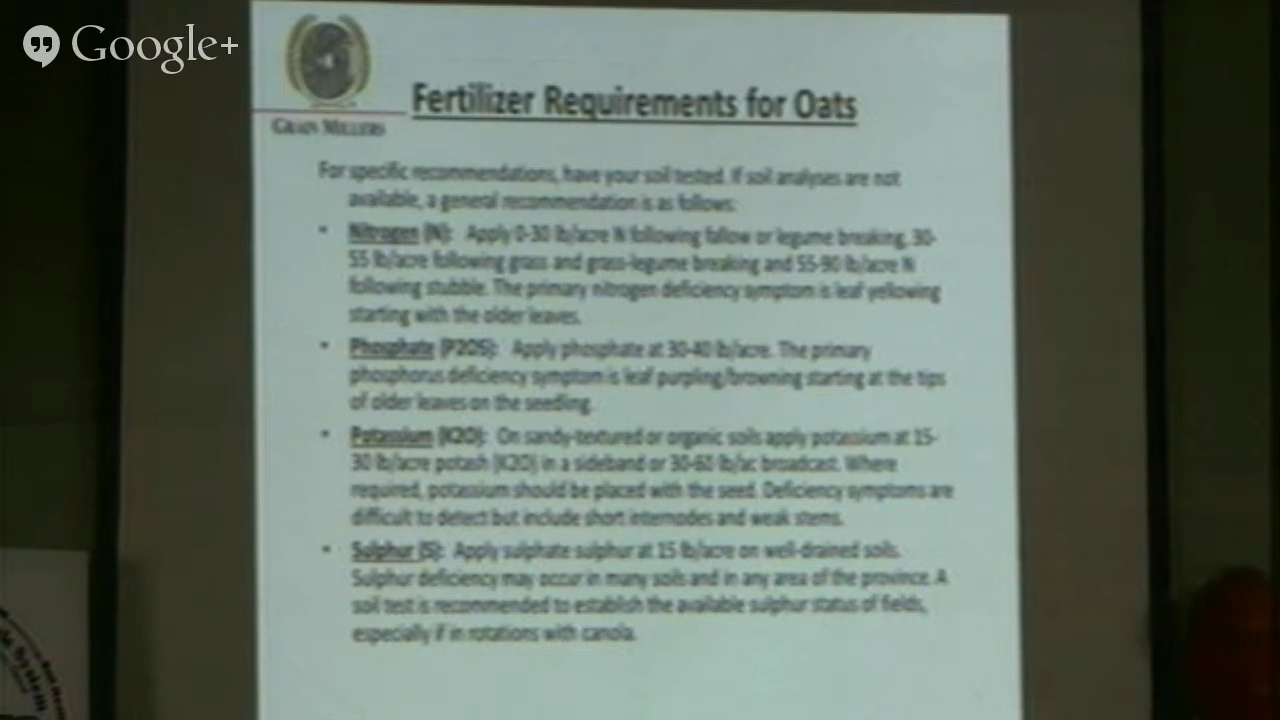 Google+
GRAIN MILLERS
Fertilizer Requirements for Oats
For specific recommendations, have your soil tested. If soil analyses are not
available, a general recommendation is as follows:
• Nitrogen (N): Apply 0-30 lb/acre N following fallow or legume breaking, 30-
55 lb/acre following grass and grass-legume breaking and 55-90 lb/acre N
following stubble. The primary nitrogen deficiency symptom is leaf yellowing
starting with the older leaves.
• Phosphate (P2O5): Apply phosphate at 30-40 lb/acre. The primary
phosphorus deficiency symptom is leaf purpling/browning starting at the tips
of older leaves on the seedling.
• Potassium (K2O): On sandy-textured or organic soils apply potassium at 15-
30 lb/acre potash (K2O) in a sideband or 30-60 lb/ac broadcast. Where
required, potassium should be placed with the seed. Deficiency symptoms are
difficult to detect but include short internodes and weak stems.
• Sulphur (S): Apply sulphate sulphur at 15 lb/acre on well-drained soils.
Sulphur deficiency may occur in many soils and in any area of the province. A
soil test is recommended to establish the available sulphur status of fields,
especially if in rotations with canola.
System